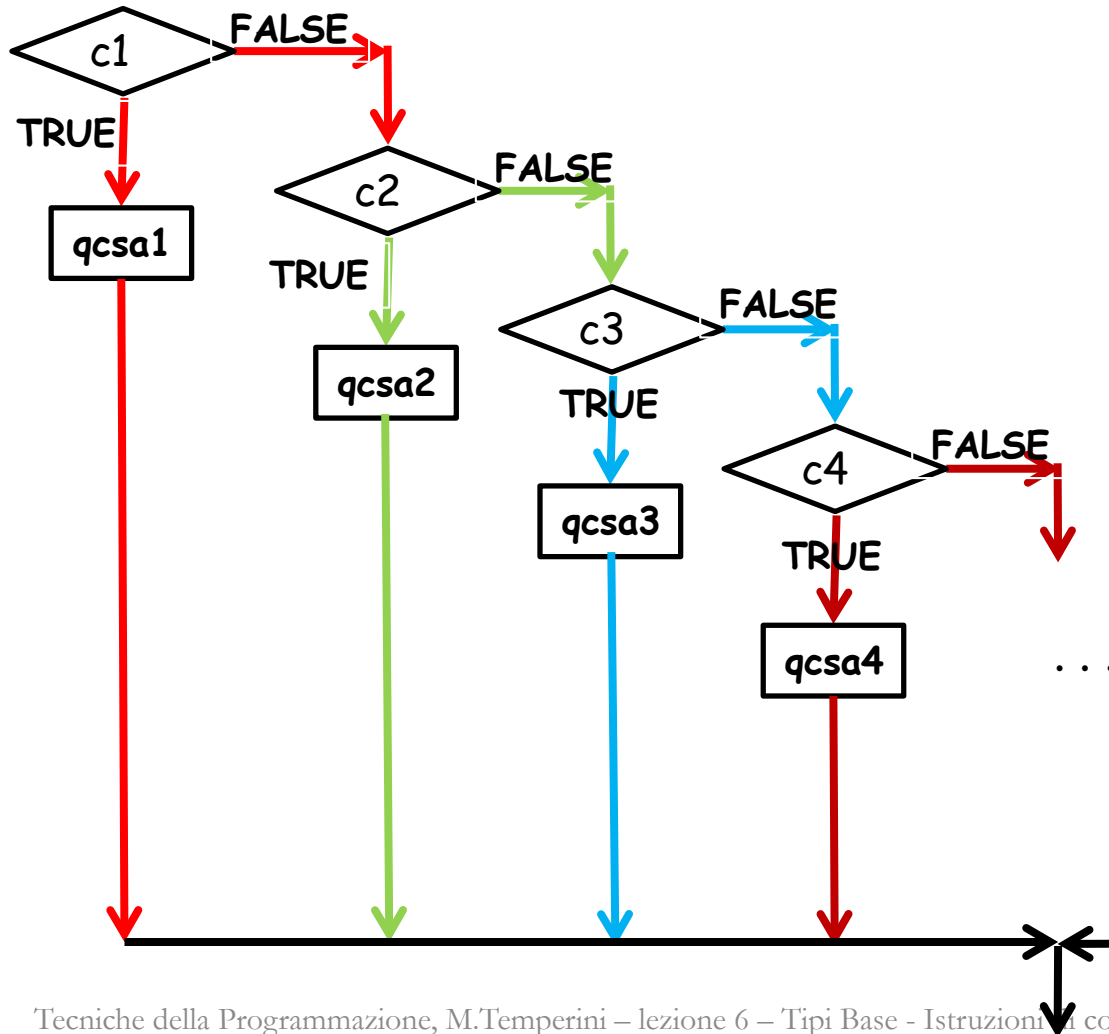 c1
FALSE
TRUE
qcsa1
c2
FALSE
TRUE
qcsa2
c3
FALSE
TRUE
qcsa3
c4
FALSE
TRUE
qcsa4
. . .
Tecniche della Programmazione, M.Temperini – lezione 6 – Tipi Base - Istruzioni